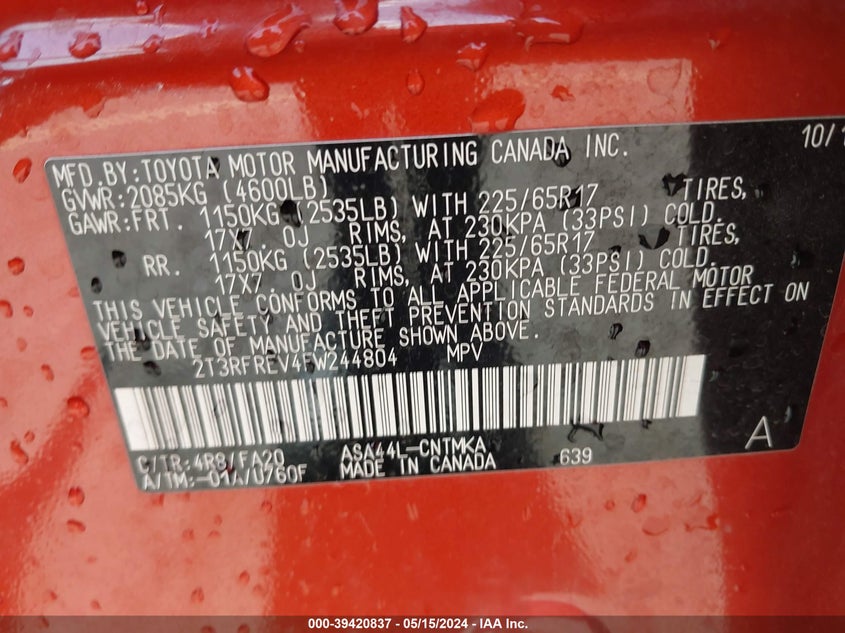 MFD.BY:TOYOTA MOTOR MANUFACTURING CANADA INC. 10/1
GVWR:2085KG (4600LB)
GAWR:FRT. 1150KG (2535LB) WITH 225/65R17 TIRES,
17X7.0J RIMS, AT 230KPA (33PSI) COLD.
RR. 1150KG (2535LB) WITH 225/65R17 TIRES,
17X7.0J RIMS, AT 230KPA (33PSI) COLD.
THIS VEHICLE CONFORMS TO ALL APPLICABLE FEDERAL MOTOR
VEHICLE SAFETY AND THEFT PREVENTION STANDARDS IN EFFECT ON
THE DATE OF MANUFACTURE SHOWN ABOVE.
2T3RFREV4FW244804 MPV
C/TR:4R8/FA20 ASA44L-CNTMKA 639 A
A/TM:-01A/U760F MADE IN CANADA
000-39420837 - 05/15/2024 - IAA Inc.